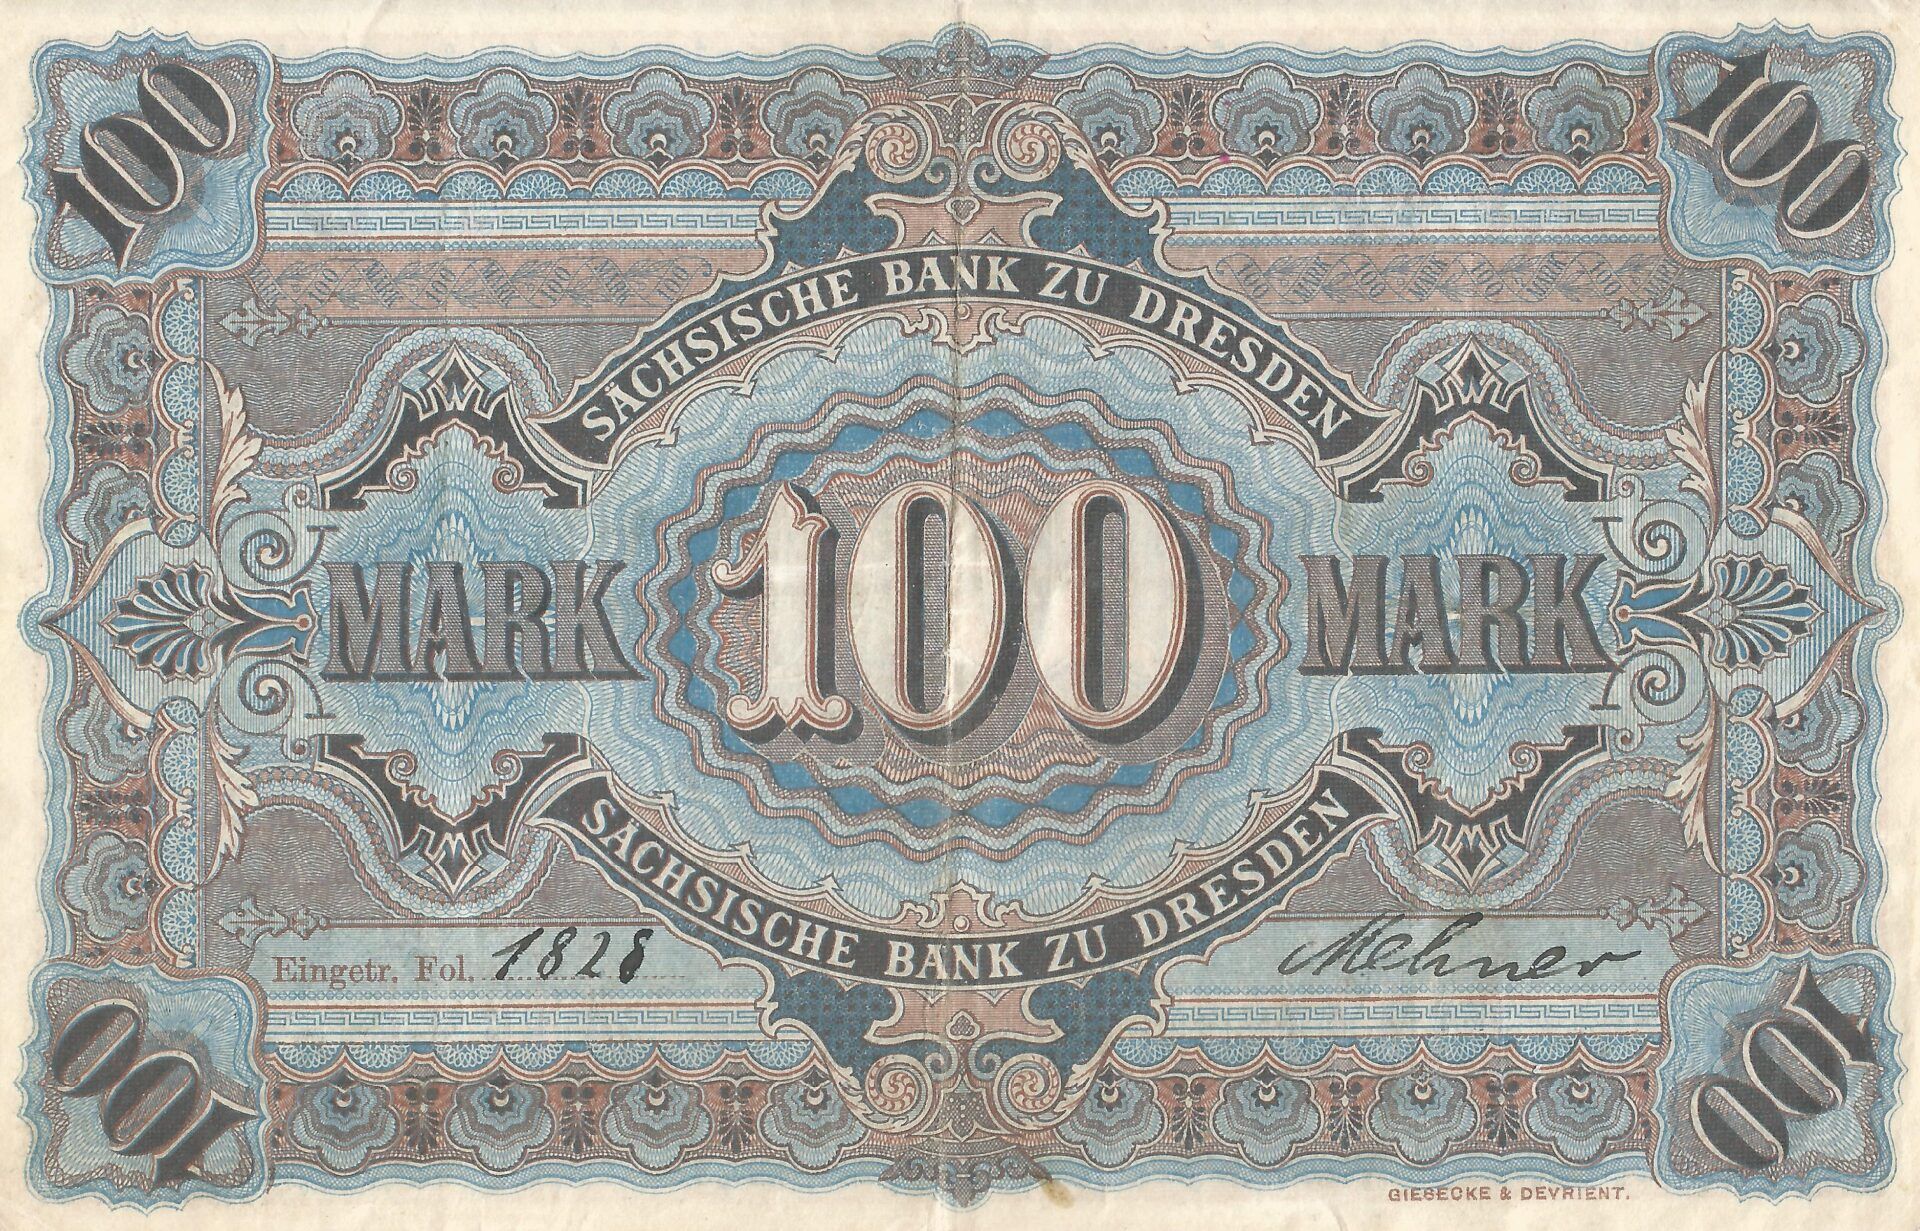 100 100
SÄCHSISCHE BANK ZU DRESDEN
MARK 100 MARK
SÄCHSISCHE BANK ZU DRESDEN
Eingetr. Fol. 1828 Mehner
100 100
GIESECKE & DEVRIENT.